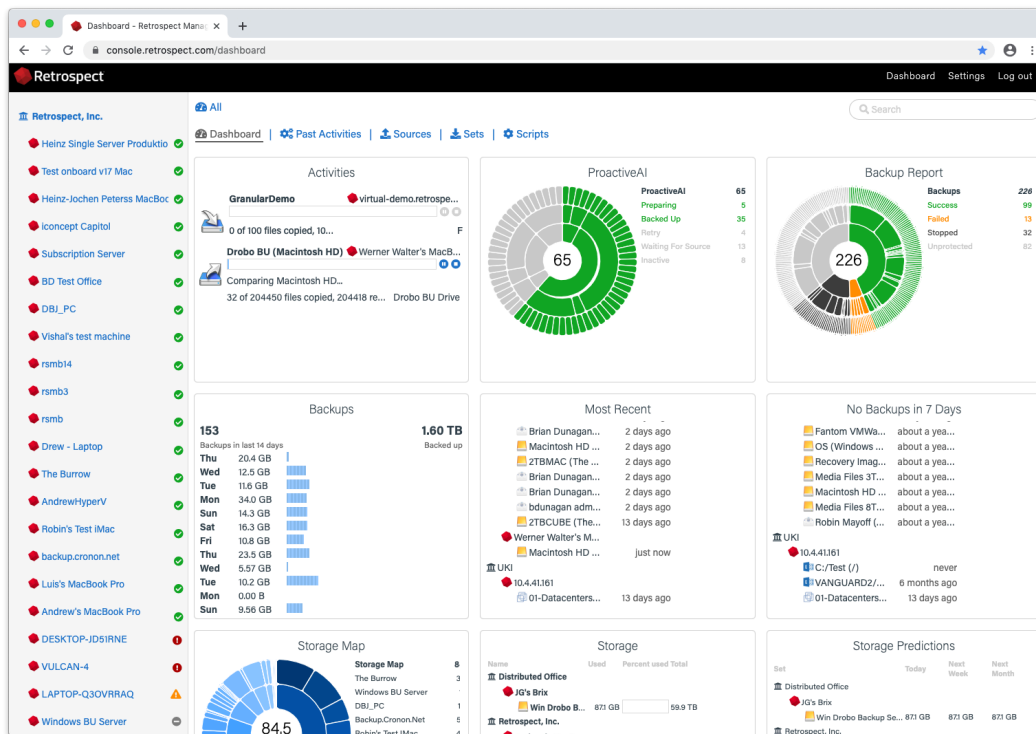 Dashboard - Retrospect Manag
console.retrospect.com/dashboard
Retrospect
Dashboard Settings Log out
Retrospect, Inc.
Heinz Single Server Produktio
Test onboard v17 Mac
Heinz-Jochen Peterss MacBoc
iconcept Capitol
Subscription Server
BD Test Office
DBJ_PC
Vishal's test machine
rsmb14
rsmb3
rsmb
Drew - Laptop
The Burrow
AndrewHyperV
Robin's Test iMac
backup.cronon.net
Luis's MacBook Pro
Andrew's MacBook Pro
DESKTOP-JD51RNE
VULCAN-4
LAPTOP-Q3OVRRAQ
Windows BU Server
All
Search
Dashboard | Past Activities | Sources | Sets | Scripts
Activities
GranularDemo virtual-demo.retrospe...
0 of 100 files copied, 10... F
Drobo BU (Macintosh HD) Werner Walter's MacB...
Comparing Macintosh HD...
32 of 204450 files copied, 204418 re... Drobo BU Drive
ProactiveAI
65
ProactiveAI 65
Preparing 5
Backed Up 35
Retry 4
Waiting For Source 13
Inactive 8
Backup Report
226
Backups 226
Success 99
Failed 13
Stopped 32
Unprotected 82
Backups
153 1.60 TB
Backups in last 14 days Backed up
Thu 20.4 GB
Wed 12.5 GB
Tue 11.6 GB
Mon 34.0 GB
Sun 14.3 GB
Sat 16.3 GB
Fri 10.8 GB
Thu 23.5 GB
Wed 5.57 GB
Tue 10.2 GB
Mon 0.00 B
Sun 9.56 GB
Most Recent
Brian Dunagan... 2 days ago
Macintosh HD ... 2 days ago
2TBMAC (The ... 2 days ago
Brian Dunagan... 2 days ago
Brian Dunagan... 2 days ago
bdunagan adm... 2 days ago
2TBCUBE (The... 13 days ago
Werner Walter's M...
Macintosh HD ... just now
UKI
10.4.41.161
01-Datacenters... 13 days ago
No Backups in 7 Days
Fantom VMWa... about a yea...
OS (Windows ... about a yea...
Recovery Imag... about a yea...
Media Files 3T... about a yea...
Macintosh HD ... about a yea...
Media Files 8T... about a yea...
Robin Mayoff (... about a yea...
UKI
10.4.41.161
C:/Test (/) never
VANGUARD2/... 6 months ago
01-Datacenters... 13 days ago
Storage Map
84.5
Storage Map 8
The Burrow 3
Windows BU Server
DBJ_PC 1
Backup.Cronon.Net 5
Robin's Test IMac 4
Storage
Name Used Percent used Total
Distributed Office
JG's Brix
Win Drobo B... 871 GB 59.9 TB
Retrospect, Inc.
Storage Predictions
Set Today Next Week Next Month
Distributed Office
JG's Brix
Win Drobo Backup Se... 871 GB 871 GB 871 GB
Retrospect, Inc.